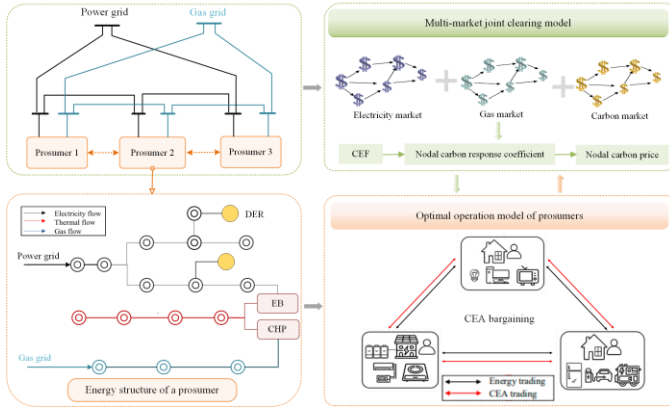 Power grid
Gas grid
Prosumer 1
Prosumer 2
Prosumer 3
Multi-market joint clearing model
Electricity market
Gas market
Carbon market
CEF
Nodal carbon response coefficient
Nodal carbon price
Electricity flow
Thermal flow
Gas flow
DER
Power grid
EB
CHP
Gas grid
Energy structure of a prosumer
Optimal operation model of prosumers
CEA bargaining
Energy trading
CEA trading